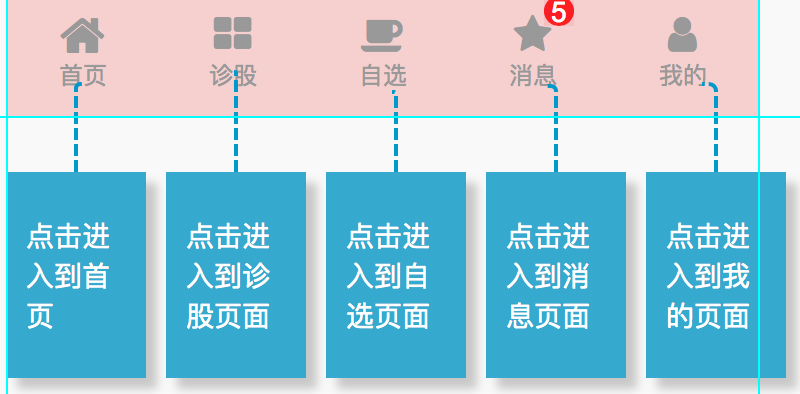 5
首页 诊股 自选 消息 我的
点击进
入到首
页
点击进
入到诊
股页面
点击进
入到自
选页面
点击进
入到消
息页面
点击进
入到我
的页面